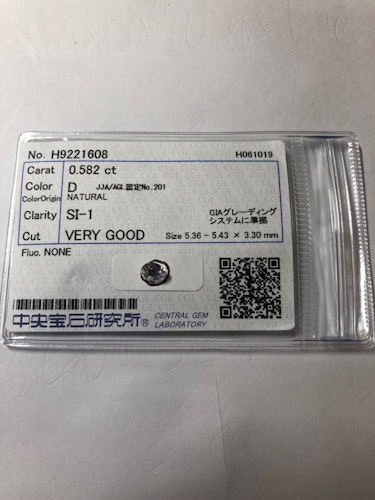 No. H9221608 H061019
Carat 0.582 ct
Color D JJA/AGL認定No.201
ColorOrigin NATURAL
Clarity SI-1 GIAグレーディング
システムに準拠
Cut VERY GOOD Size 5.36 - 5.43 × 3.30 mm
Fluo. NONE
中央宝石研究所® CENTRAL GEM
LABORATORY